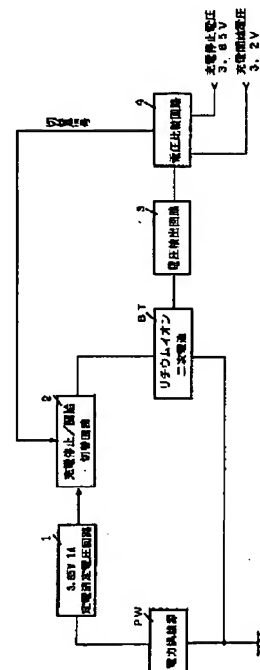 充電停止電圧
3.85V
充電開始電圧
3.2V
切替信号
4
電圧比較回路
3
電圧検出回路
BT
リチウムイオン
二次電池
2
充電停止/開始
切替回路
1
3.85V 1A
定電流定電圧回路
PW
電力供給源